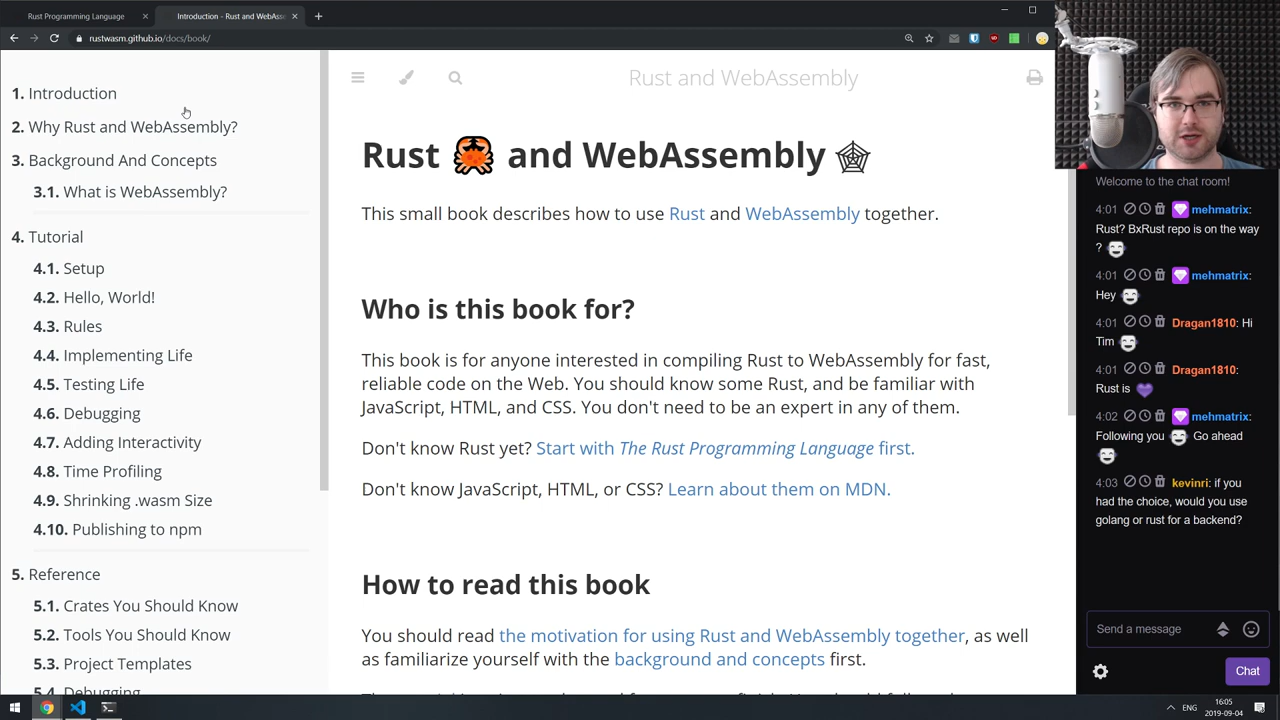 Rust Programming Language
Introduction - Rust and WebAss
rustwasm.github.io/docs/book/
1. Introduction
2. Why Rust and WebAssembly?
3. Background And Concepts
3.1. What is WebAssembly?
4. Tutorial
4.1. Setup
4.2. Hello, World!
4.3. Rules
4.4. Implementing Life
4.5. Testing Life
4.6. Debugging
4.7. Adding Interactivity
4.8. Time Profiling
4.9. Shrinking .wasm Size
4.10. Publishing to npm
5. Reference
5.1. Crates You Should Know
5.2. Tools You Should Know
5.3. Project Templates
5.4. Debugging
Rust and WebAssembly
Rust 🦀 and WebAssembly 🕸
This small book describes how to use Rust and WebAssembly together.
Who is this book for?
This book is for anyone interested in compiling Rust to WebAssembly for fast,
reliable code on the Web. You should know some Rust, and be familiar with
JavaScript, HTML, and CSS. You don't need to be an expert in any of them.
Don't know Rust yet? Start with The Rust Programming Language first.
Don't know JavaScript, HTML, or CSS? Learn about them on MDN.
How to read this book
You should read the motivation for using Rust and WebAssembly together, as well
as familiarize yourself with the background and concepts first.
Welcome to the chat room!
4:01 mehmatrix:
Rust? BxRust repo is on the way
?
4:01 mehmatrix:
Hey
4:01 Dragan1810: Hi
Tim
4:01 Dragan1810:
Rust is 💜
4:02 mehmatrix:
Following you Go ahead
4:03 kevinri: if you
had the choice, would you use
golang or rust for a backend?
Send a message
Chat
ENG
16:05
2019-09-04